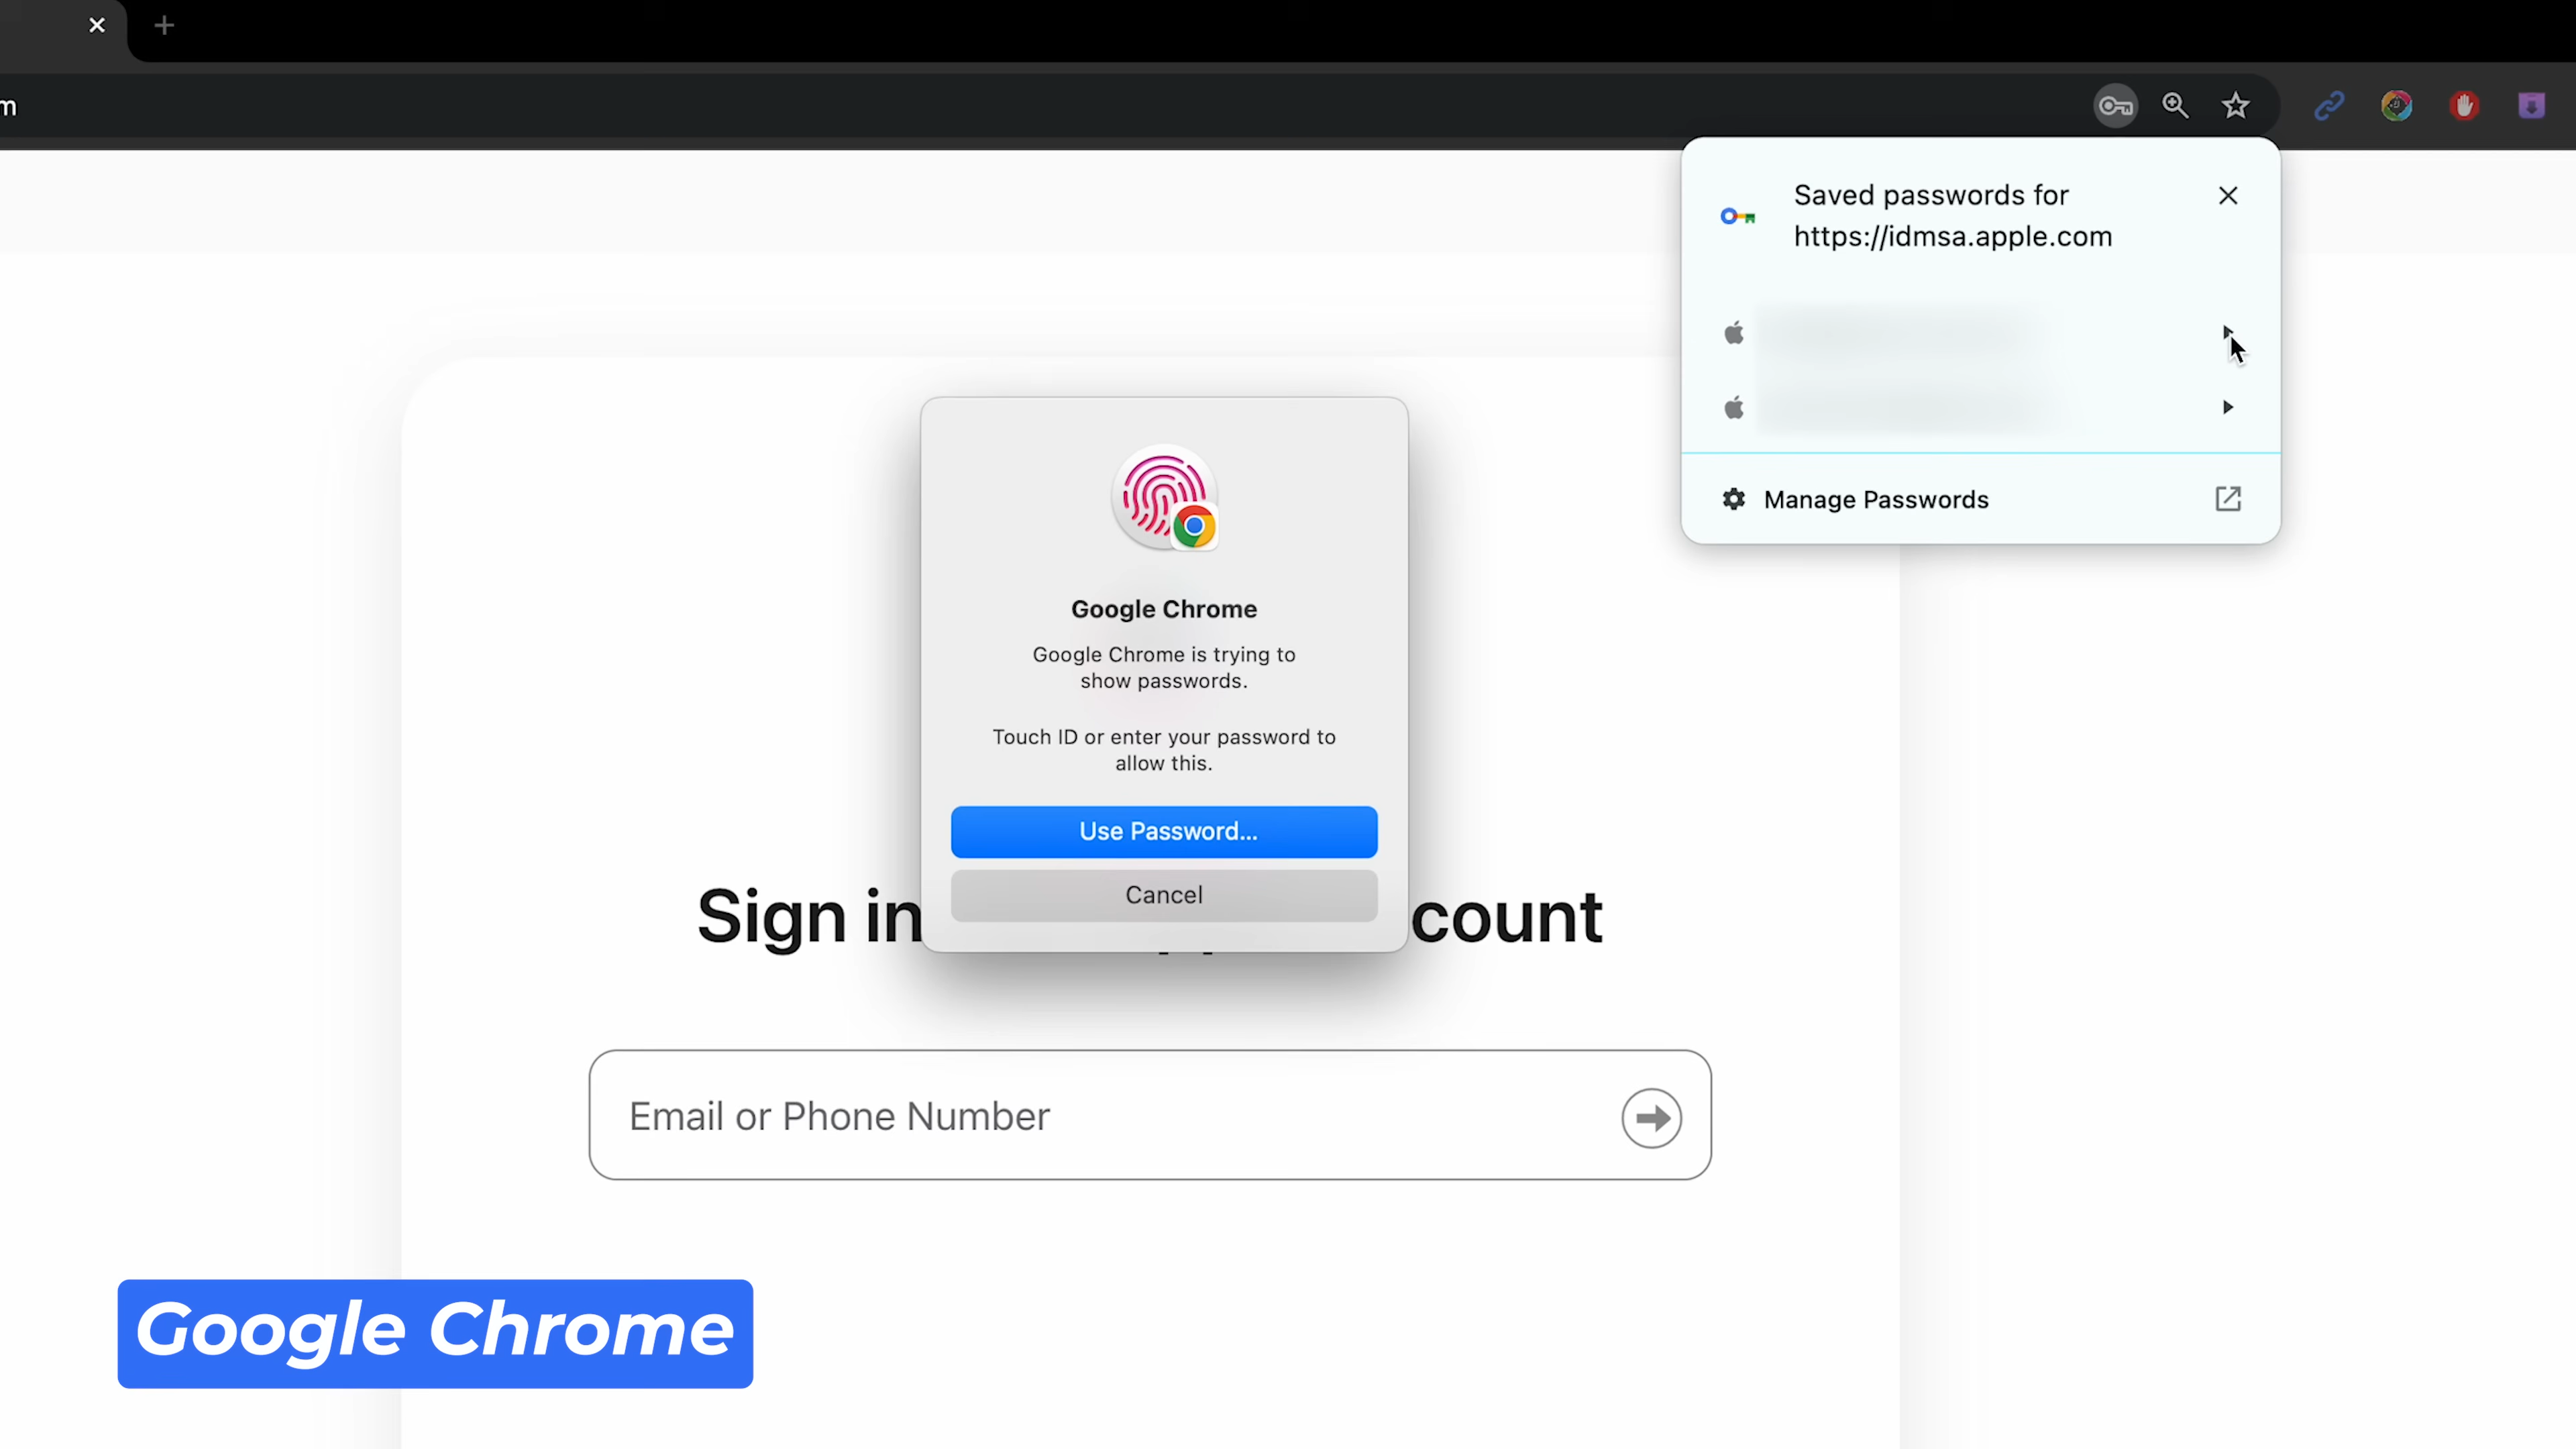 m
Saved passwords for
https://idmsa.apple.com
Manage Passwords
Google Chrome
Google Chrome is trying to
show passwords.
Touch ID or enter your password to
allow this.
Use Password...
Cancel
Sign in count
Email or Phone Number
Google Chrome